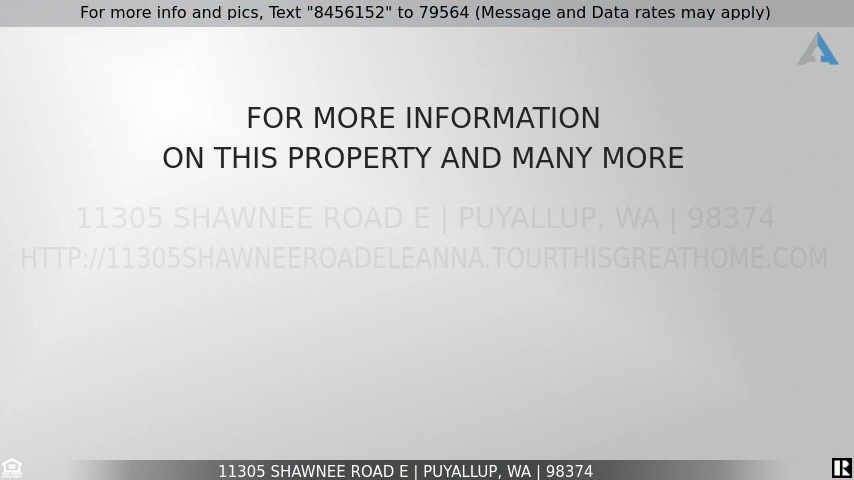 For more info and pics, Text "8456152" to 79564 (Message and Data rates may apply)
FOR MORE INFORMATION
ON THIS PROPERTY AND MANY MORE
11305 SHAWNEE ROAD E | PUYALLUP, WA | 98374
HTTP://11305SHAWNEEROADELEANNA.TOURTHISGREATHOME.COM
11305 SHAWNEE ROAD E | PUYALLUP, WA | 98374